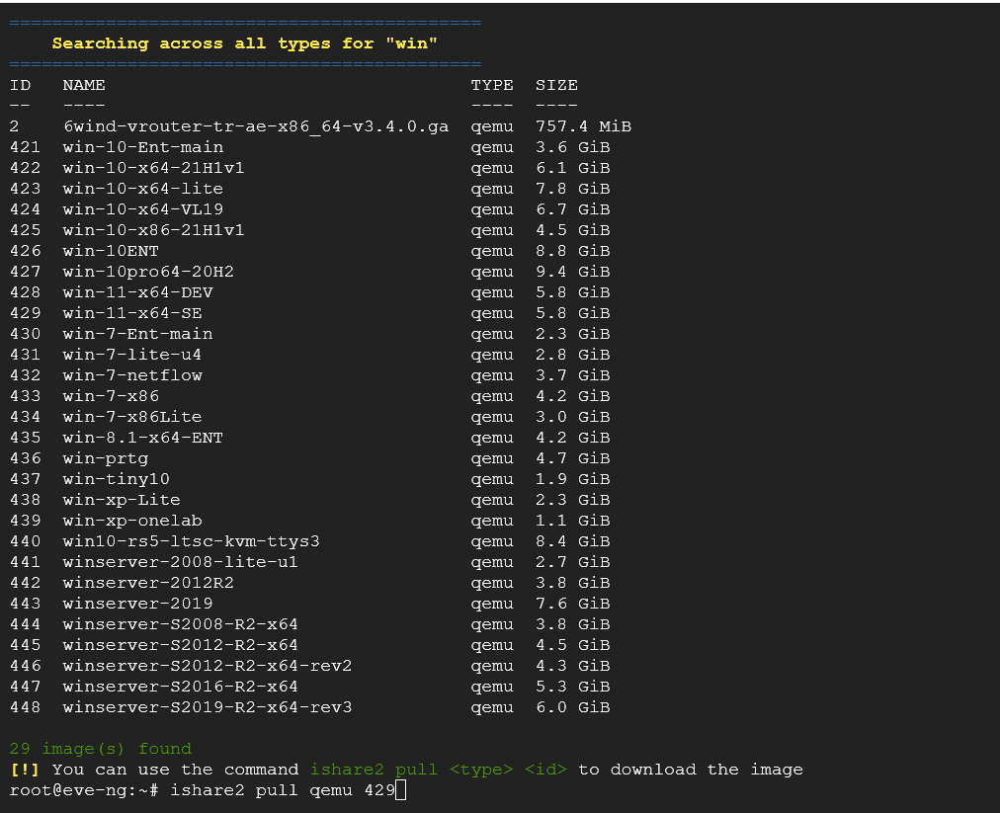 ============================================
Searching across all types for "win"
============================================
ID NAME TYPE SIZE
-- ---- ---- ----
2 6wind-vrouter-tr-ae-x86_64-v3.4.0.ga qemu 757.4 MiB
421 win-10-Ent-main qemu 3.6 GiB
422 win-10-x64-21H1v1 qemu 6.1 GiB
423 win-10-x64-lite qemu 7.8 GiB
424 win-10-x64-VL19 qemu 6.7 GiB
425 win-10-x86-21H1v1 qemu 4.5 GiB
426 win-10ENT qemu 8.8 GiB
427 win-10pro64-20H2 qemu 9.4 GiB
428 win-11-x64-DEV qemu 5.8 GiB
429 win-11-x64-SE qemu 5.8 GiB
430 win-7-Ent-main qemu 2.3 GiB
431 win-7-lite-u4 qemu 2.8 GiB
432 win-7-netflow qemu 3.7 GiB
433 win-7-x86 qemu 4.2 GiB
434 win-7-x86Lite qemu 3.0 GiB
435 win-8.1-x64-ENT qemu 4.2 GiB
436 win-prtg qemu 4.7 GiB
437 win-tiny10 qemu 1.9 GiB
438 win-xp-Lite qemu 2.3 GiB
439 win-xp-onelab qemu 1.1 GiB
440 win10-rs5-ltsc-kvm-ttys3 qemu 8.4 GiB
441 winserver-2008-lite-u1 qemu 2.7 GiB
442 winserver-2012R2 qemu 3.8 GiB
443 winserver-2019 qemu 7.6 GiB
444 winserver-S2008-R2-x64 qemu 3.8 GiB
445 winserver-S2012-R2-x64 qemu 4.5 GiB
446 winserver-S2012-R2-x64-rev2 qemu 4.3 GiB
447 winserver-S2016-R2-x64 qemu 5.3 GiB
448 winserver-S2019-R2-x64-rev3 qemu 6.0 GiB
29 image(s) found
[!] You can use the command ishare2 pull <type> <id> to download the image
root@eve-ng:~# ishare2 pull qemu 429